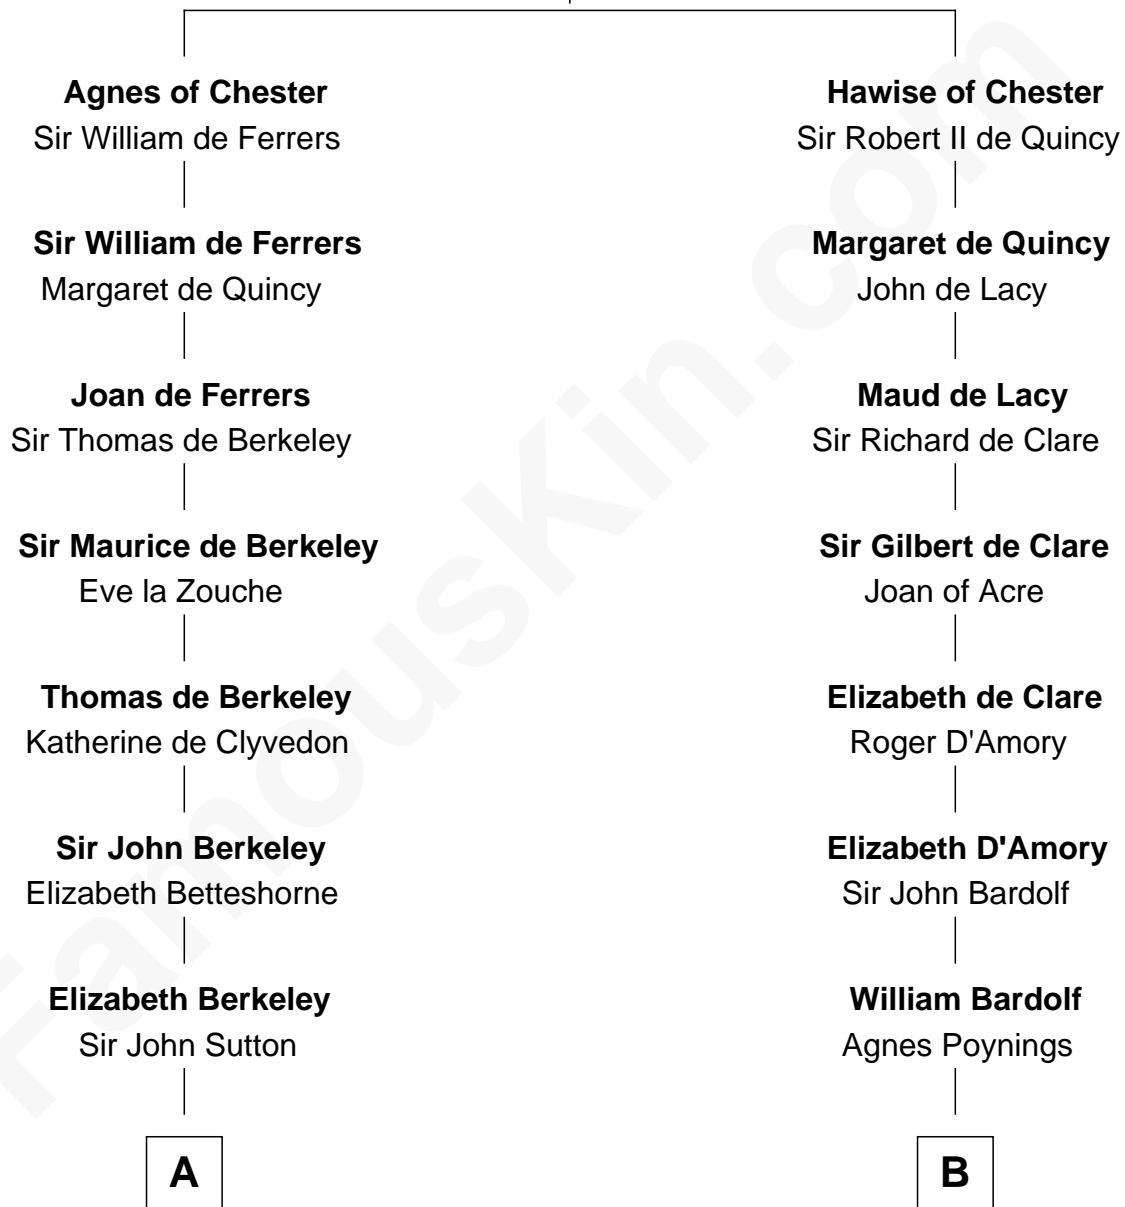 Agnes of Chester
Sir William de Ferrers
Sir William de Ferrers
Margaret de Quincy
Joan de Ferrers
Sir Thomas de Berkeley
Sir Maurice de Berkeley
Eve la Zouche
Thomas de Berkeley
Katherine de Clyvedon
Sir John Berkeley
Elizabeth Betteshorne
Elizabeth Berkeley
Sir John Sutton
A
Hawise of Chester
Sir Robert II de Quincy
Margaret de Quincy
John de Lacy
Maud de Lacy
Sir Richard de Clare
Sir Gilbert de Clare
Joan of Acre
Elizabeth de Clare
Roger D'Amory
Elizabeth D'Amory
Sir John Bardolf
William Bardolf
Agnes Poynings
B
FamousKin.com